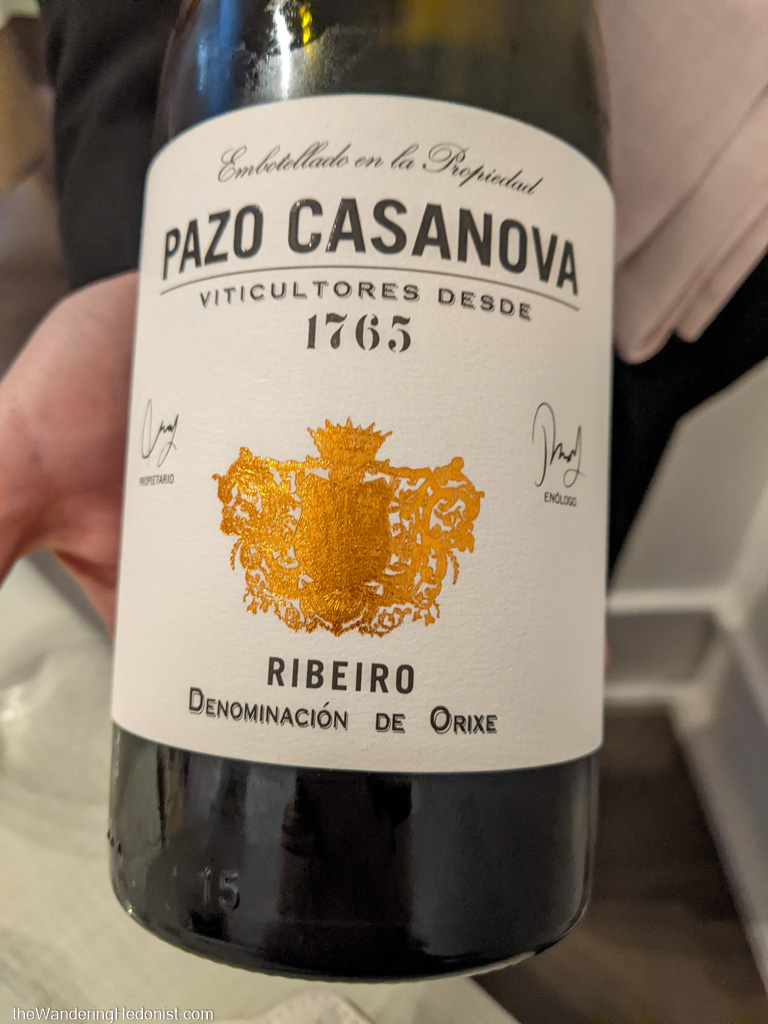 Embotellado en la Propiedad
PAZO CASANOVA
VITICULTORES DESDE
1765
PROPIETARIO
ENÓLOGO
RIBEIRO
DENOMINACIÓN DE ORIXE
15
theWanderingHedonist.com